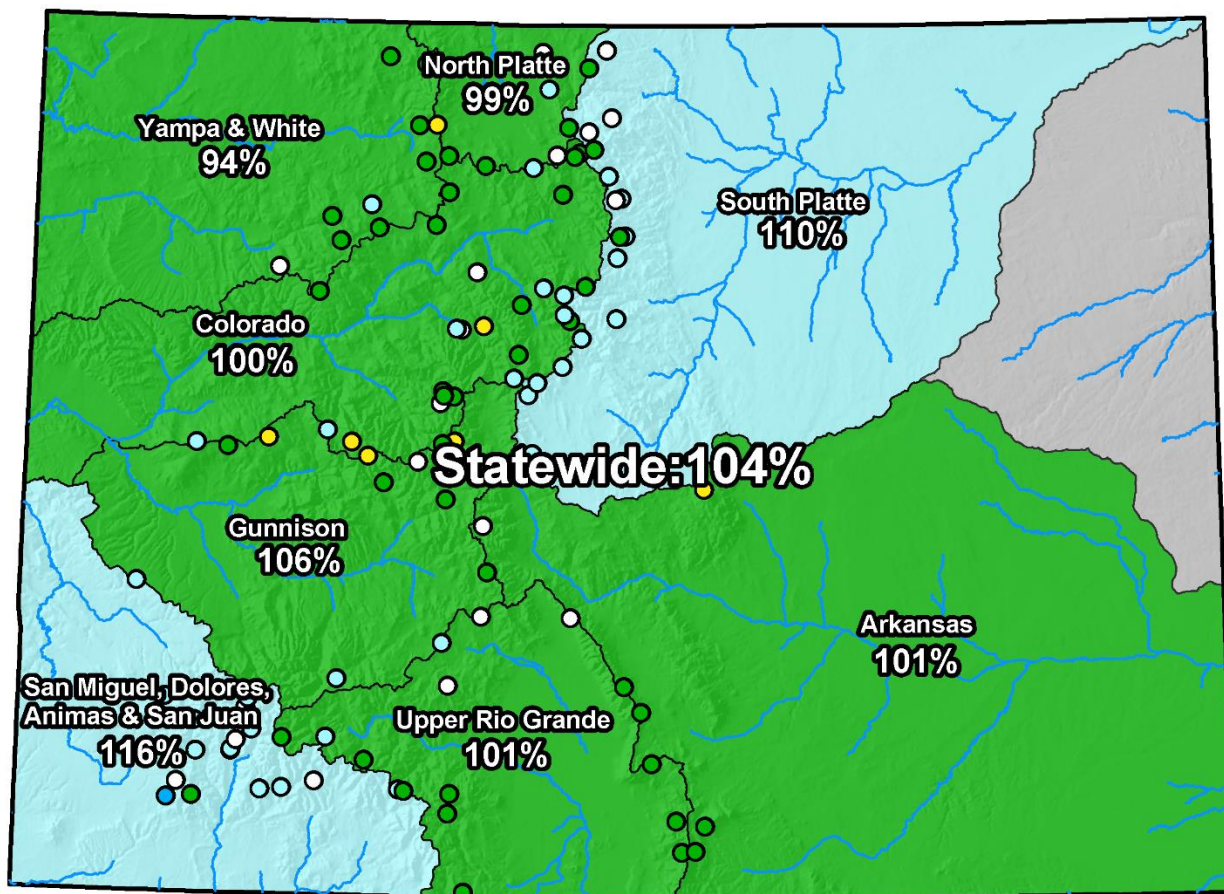 North Platte
99%
Yampa & White
94%
South Platte
110%
Colorado
100%
Statewide:104%
Gunnison
106%
Arkansas
101%
San Miguel, Dolores,
Animas & San Juan
116%
Upper Rio Grande
101%